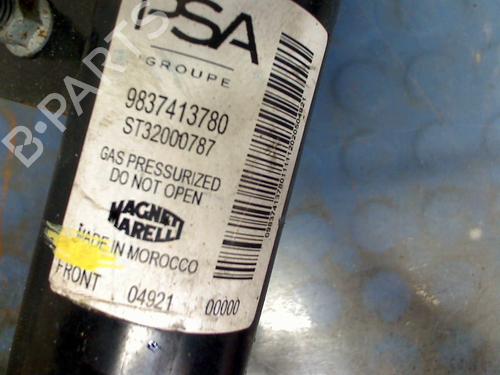 PSA
GROUPE
9837413780
ST32000787
GAS PRESSURIZED
DO NOT OPEN
MAGNETI
MARELLI
MADE IN MOROCCO
FRONT
04921 00000
B-PARTS